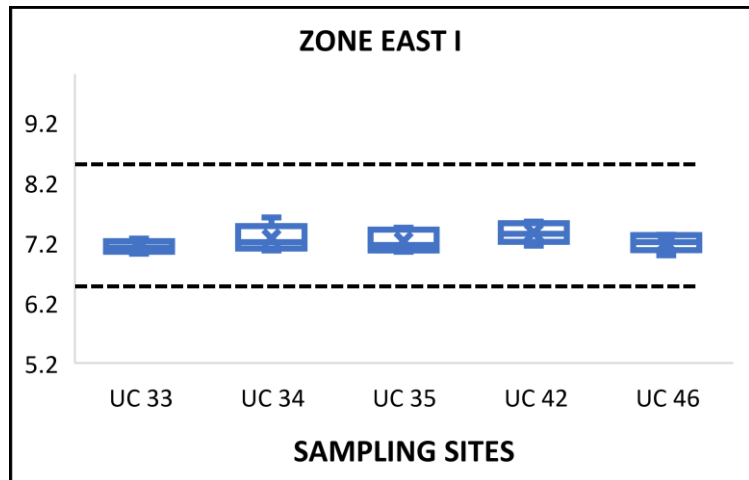 ZONE EAST I
9.2
8.2
7.2
6.2
5.2
UC 33 UC 34 UC 35 UC 42 UC 46
SAMPLING SITES